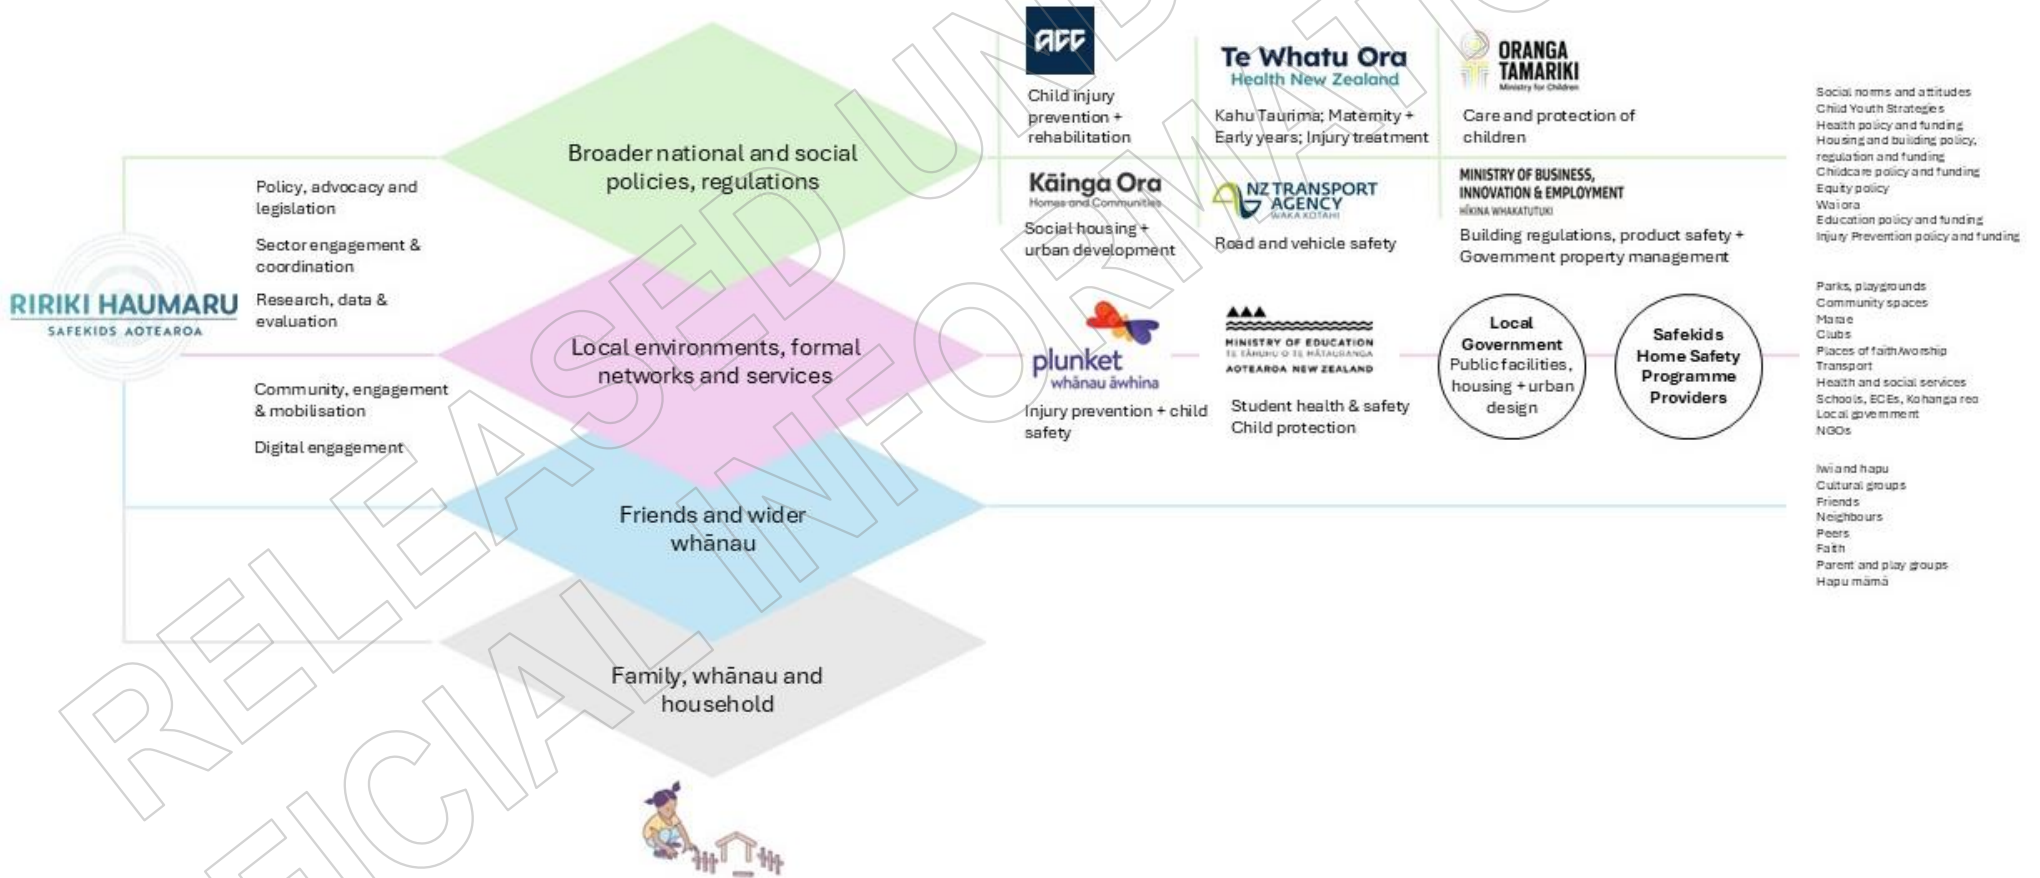 RIRIKI HAUMARU
SAFEKIDS AOTEAROA
Policy, advocacy and
legislation
Sector engagement &
coordination
Research, data &
evaluation
Community, engagement
& mobilisation
Digital engagement
Broader national and social
policies, regulations
Local environments, formal
networks and services
Friends and wider
whānau
Family, whānau and
household
acc
Child injury
prevention +
rehabilitation
Te Whatu Ora
Health New Zealand
Kahu Taurima; Maternity +
Early years; Injury treatment
ORANGA
TAMARIKI
Ministry for Children
Care and protection of
children
Kāinga Ora
Homes and Communities
Social housing +
urban development
NZ TRANSPORT
AGENCY
WAKA KOTAHI
Road and vehicle safety
MINISTRY OF BUSINESS,
INNOVATION & EMPLOYMENT
HĪKINA WHAKATUTUKI
Building regulations, product safety +
Government property management
plunket
whānau āwhina
Injury prevention + child
safety
MINISTRY OF EDUCATION
TE TĀHUHU O TE MĀTAURANGA
AOTEAROA NEW ZEALAND
Student health & safety
Child protection
Local
Government
Public facilities,
housing + urban
design
Safekids
Home Safety
Programme
Providers
Social norms and attitudes
Child Youth Strategies
Health policy and funding
Housing and building policy,
regulation and funding
Childcare policy and funding
Equity policy
Waiora
Education policy and funding
Injury Prevention policy and funding
Parks, playgrounds
Community spaces
Marae
Clubs
Places of faith/worship
Transport
Health and social services
Schools, ECEs, Kohanga reo
Local government
NGOs
Iwi and hapu
Cultural groups
Friends
Neighbours
Peers
Faith
Parent and play groups
Hapu māmā
RELEASED UND
ICIAL INFORMATIO